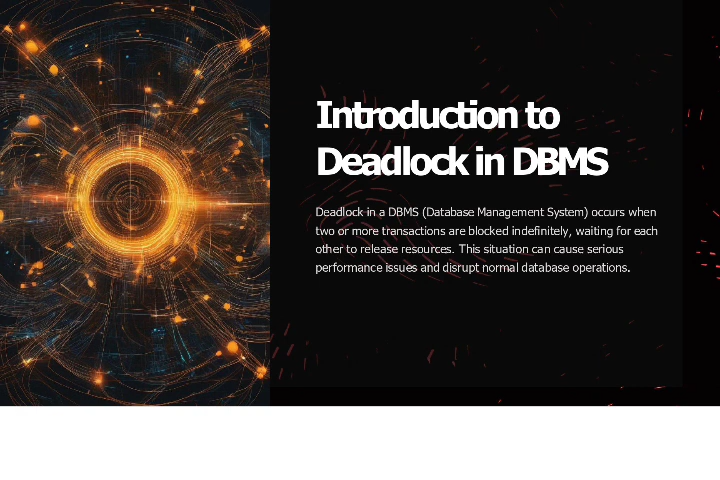 Introduction to
Deadlock in DBMS
Deadlock in a DBMS (Database Management System) occurs when
two or more transactions are blocked indefinitely, waiting for each
other to release resources. This situation can cause serious
performance issues and disrupt normal database operations.